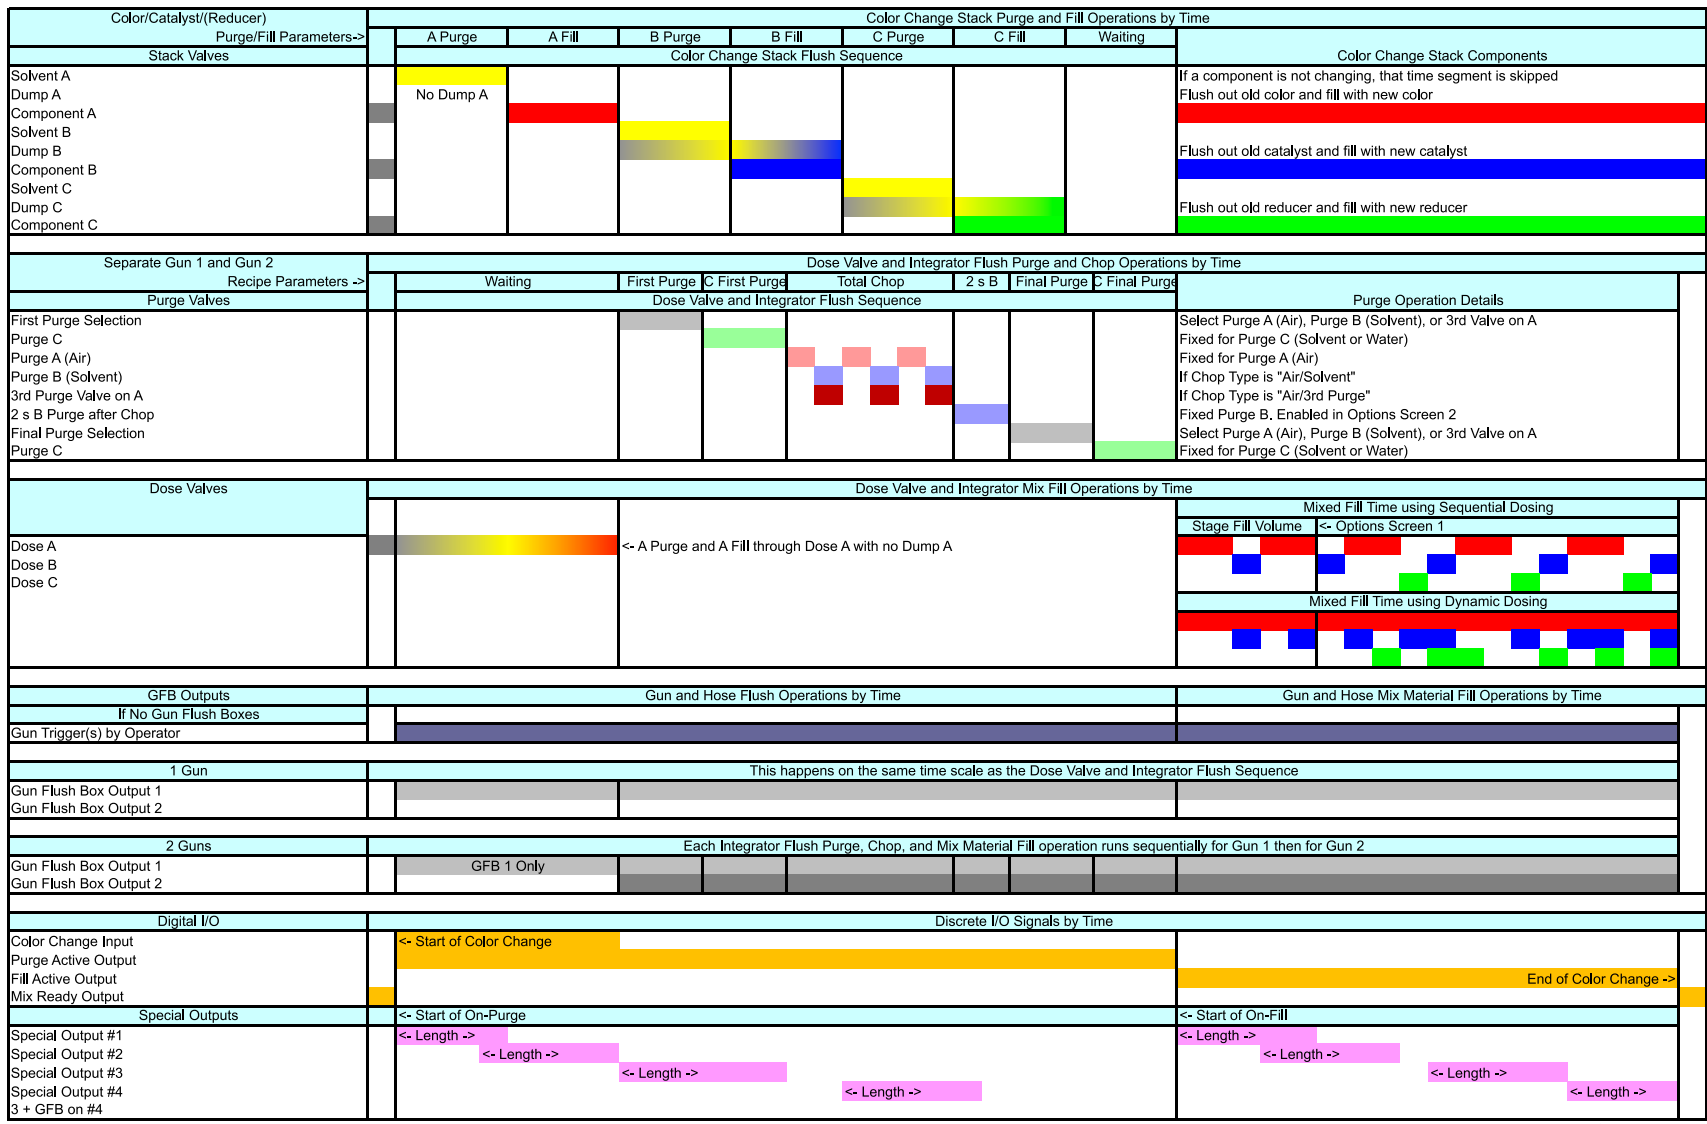 Color/Catalyst/(Reducer)
Color Change Stack Purge and Fill Operations by Time
Purge/Fill Parameters->
A Purge
A Fill
B Purge
B Fill
C Purge
C Fill
Waiting
Stack Valves
Color Change Stack Flush Sequence
Color Change Stack Components
Solvent A
If a component is not changing, that time segment is skipped
Dump A
No Dump A
Flush out old color and fill with new color
Component A
Solvent B
Dump B
Flush out old catalyst and fill with new catalyst
Component B
Solvent C
Dump C
Flush out old reducer and fill with new reducer
Component C
Separate Gun 1 and Gun 2
Dose Valve and Integrator Flush Purge and Chop Operations by Time
Recipe Parameters ->
Waiting
First Purge
C First Purge
Total Chop
2 s B
Final Purge
C Final Purge
Purge Valves
Dose Valve and Integrator Flush Sequence
Purge Operation Details
First Purge Selection
Select Purge A (Air), Purge B (Solvent), or 3rd Valve on A
Purge C
Fixed for Purge C (Solvent or Water)
Purge A (Air)
Fixed for Purge A (Air)
Purge B (Solvent)
If Chop Type is "Air/Solvent"
3rd Purge Valve on A
If Chop Type is "Air/3rd Purge"
2 s B Purge after Chop
Fixed Purge B. Enabled in Options Screen 2
Final Purge Selection
Select Purge A (Air), Purge B (Solvent), or 3rd Valve on A
Purge C
Fixed for Purge C (Solvent or Water)
Dose Valves
Dose Valve and Integrator Mix Fill Operations by Time
Mixed Fill Time using Sequential Dosing
Stage Fill Volume
<- Options Screen 1
Dose A
<- A Purge and A Fill through Dose A with no Dump A
Dose B
Dose C
Mixed Fill Time using Dynamic Dosing
GFB Outputs
Gun and Hose Flush Operations by Time
Gun and Hose Mix Material Fill Operations by Time
If No Gun Flush Boxes
Gun Trigger(s) by Operator
1 Gun
This happens on the same time scale as the Dose Valve and Integrator Flush Sequence
Gun Flush Box Output 1
Gun Flush Box Output 2
2 Guns
Each Integrator Flush Purge, Chop, and Mix Material Fill operation runs sequentially for Gun 1 then for Gun 2
Gun Flush Box Output 1
GFB 1 Only
Gun Flush Box Output 2
Digital I/O
Discrete I/O Signals by Time
Color Change Input
<- Start of Color Change
Purge Active Output
Fill Active Output
End of Color Change ->
Mix Ready Output
Special Outputs
<- Start of On-Purge
<- Start of On-Fill
Special Output #1
<- Length ->
<- Length ->
Special Output #2
<- Length ->
<- Length ->
Special Output #3
<- Length ->
<- Length ->
Special Output #4
<- Length ->
<- Length ->
3 + GFB on #4